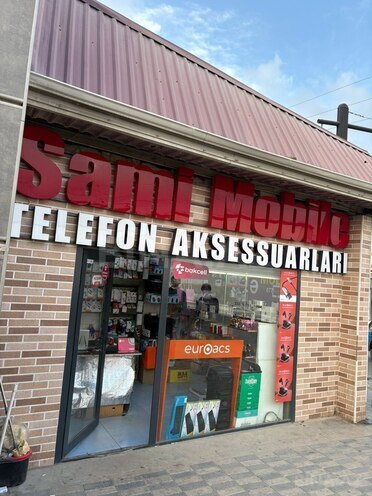 Sami Mobile
TELEFON AKSESSUARLARI
bakcell
euroacs